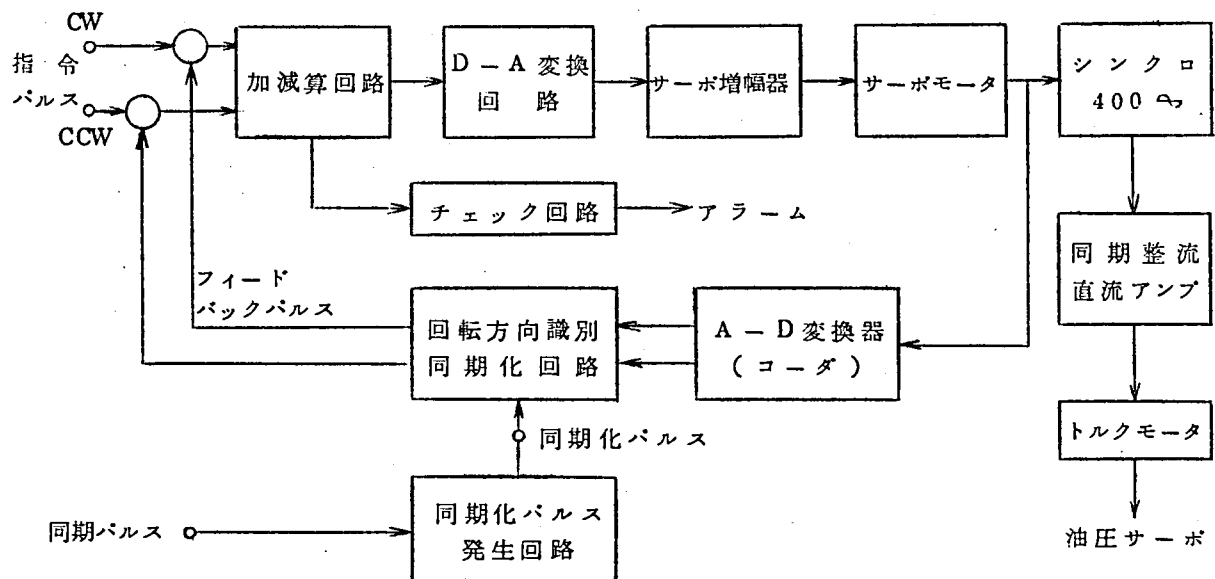 CW
指令
パルス
CCW
加減算回路
D－A変換
回路
サーボ増幅器
サーボモータ
シンクロ
400∿
チェック回路
アラーム
同期整流
直流アンプ
フィード
バックパルス
回転方向識別
同期化回路
A－D変換器
(コーダ)
トルクモータ
同期化パルス
同期パルス
同期化パルス
発生回路
油圧サーボ